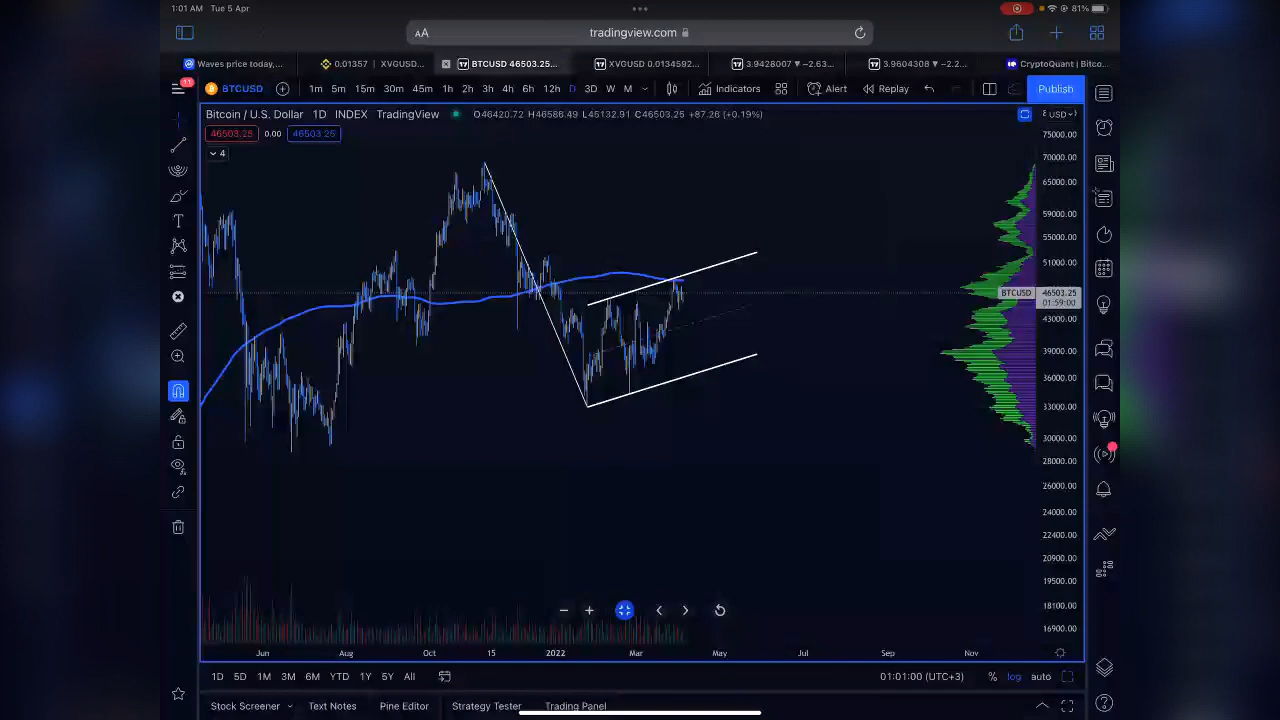 1:01 AM Tue 5 Apr
81%
AA
tradingview.com
Waves price today,...
0.01357 | XVGUSD...
BTCUSD 46503.25...
XVGUSD 0.0134592...
3.9428007 ▼ −2.63...
3.9604308 ▼ −2.2...
CryptoQuant | Bitco...
11
BTCUSD
1m 5m 15m 30m 45m 1h 2h 3h 4h 6h 12h D 3D W M
Indicators
Alert
Replay
Publish
Bitcoin / U.S. Dollar 1D INDEX TradingView
O46420.72 H46586.49 L45132.91 C46503.25 +87.26 (+0.19%)
USD
46503.25 0.00 46503.25
4
75000.00
70000.00
65000.00
59000.00
55000.00
51000.00
BTCUSD 46503.25
01:59:00
43000.00
39000.00
36000.00
33000.00
30000.00
28000.00
26000.00
24000.00
22400.00
20900.00
19500.00
18100.00
16900.00
Jun Aug Oct 15 2022 Mar May Jul Sep Nov
1D 5D 1M 3M 6M YTD 1Y 5Y All
01:01:00 (UTC+3)
% log auto
Stock Screener Text Notes Pine Editor Strategy Tester Trading Panel